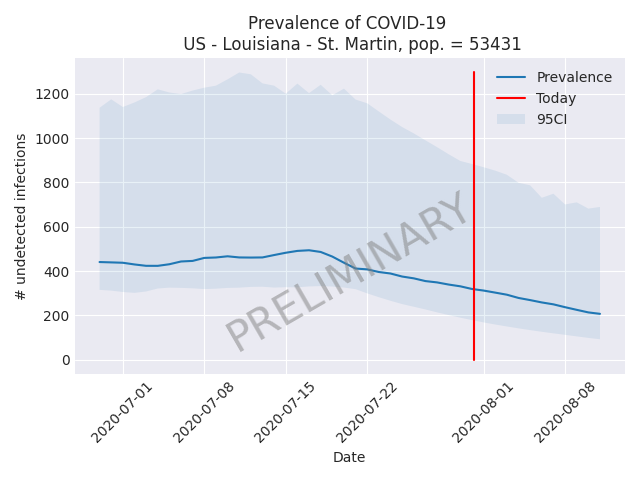 Prevalence of COVID-19
US - Louisiana - St. Martin, pop. = 53431
Prevalence
Today
95CI
1200
1000
800
600
400
200
0
# undetected infections
PRELIMINARY
2020-07-01
2020-07-08
2020-07-15
2020-07-22
2020-08-01
2020-08-08
Date